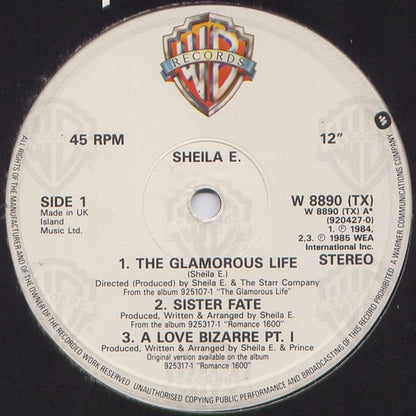 WB
RECORDS
45 RPM
12"
SHEILA E.
SIDE 1
Made in UK
Island
Music Ltd.
W 8890 (TX)
W 8890 (TX) A*
(920427-0)
1. ℗ 1984,
2,3. ℗ 1985 WEA
International Inc.
STEREO
1. THE GLAMOROUS LIFE
(Sheila E.)
Directed (Produced) by Sheila E. & The Starr Company
From the album 925107-1 "The Glamorous Life"
2. SISTER FATE
Produced, Written & Arranged by Sheila E.
From the album 925317-1 "Romance 1600"
3. A LOVE BIZARRE PT. I
Produced, Written & Arranged by Sheila E. & Prince
Original version available on the album
925317-1 "Romance 1600"
ALL RIGHTS OF THE MANUFACTURER AND OF THE OWNER OF THE RECORDED WORK RESERVED UNAUTHORISED COPYING PUBLIC PERFORMANCE AND BROADCASTING OF THIS RECORD PROHIBITED. A WARNER COMMUNICATIONS COMPANY.